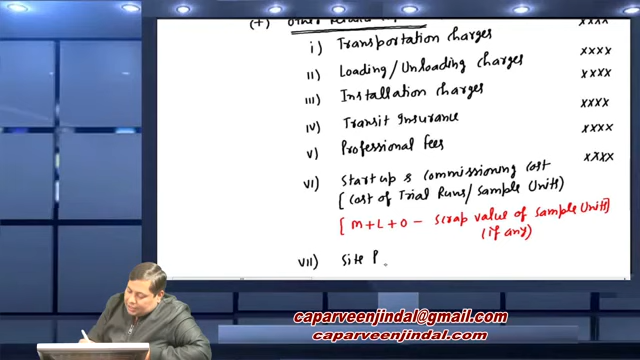 (+) Other
xxxx
i) Transportation charges xxxx
ii) Loading/Unloading charges xxxx
iii) Installation charges
iv) Transit Insurance xxxx
v) Professional Fees xxxx
vi) Start up & Commissioning cost xxxx
[Cost of Trial Runs/Sample Units)
[M+L+O - Scrap value of Sample Units]
(if any)
vii) Site P
caparveenjindal@gmail.com
caparveenjindal.com